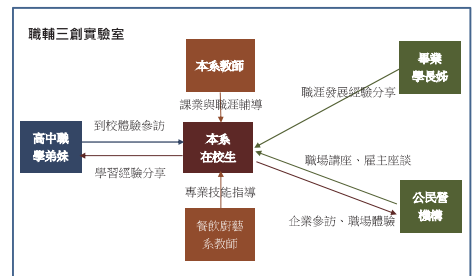 職輔三創實驗室
本系教師
畢業
學長姊
課業與職涯輔導
職涯發展經驗分享
高中職
學弟妹
到校體驗參訪
本系
在校生
學習經驗分享
職場講座、雇主座談
專業技能指導
公民營
機構
餐飲廚藝
系教師
企業參訪、職場體驗